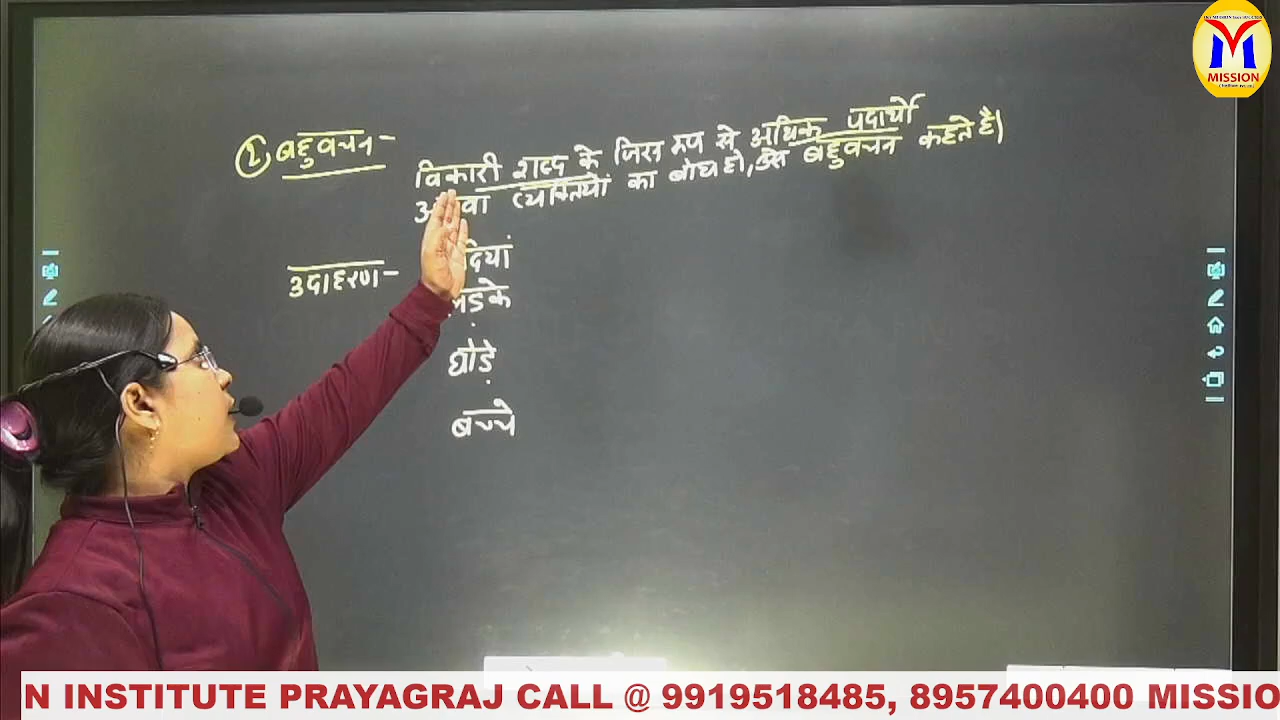 ② बहुवचन -
विकारी शब्द के जिस रूप से अधिक पदार्थो
व्यक्तियों का बोध हो, उसे बहुवचन कहते है।
उदाहरण -
घोडे
बच्चे
MISSION
N INSTITUTE PRAYAGRAJ CALL @ 9919518485, 8957400400 MISSIO